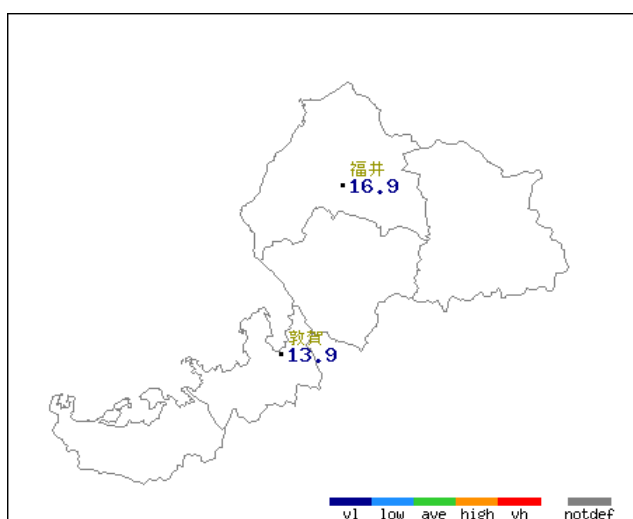 福井
16.9
敦賀
13.9
vl low ave high vh notdef